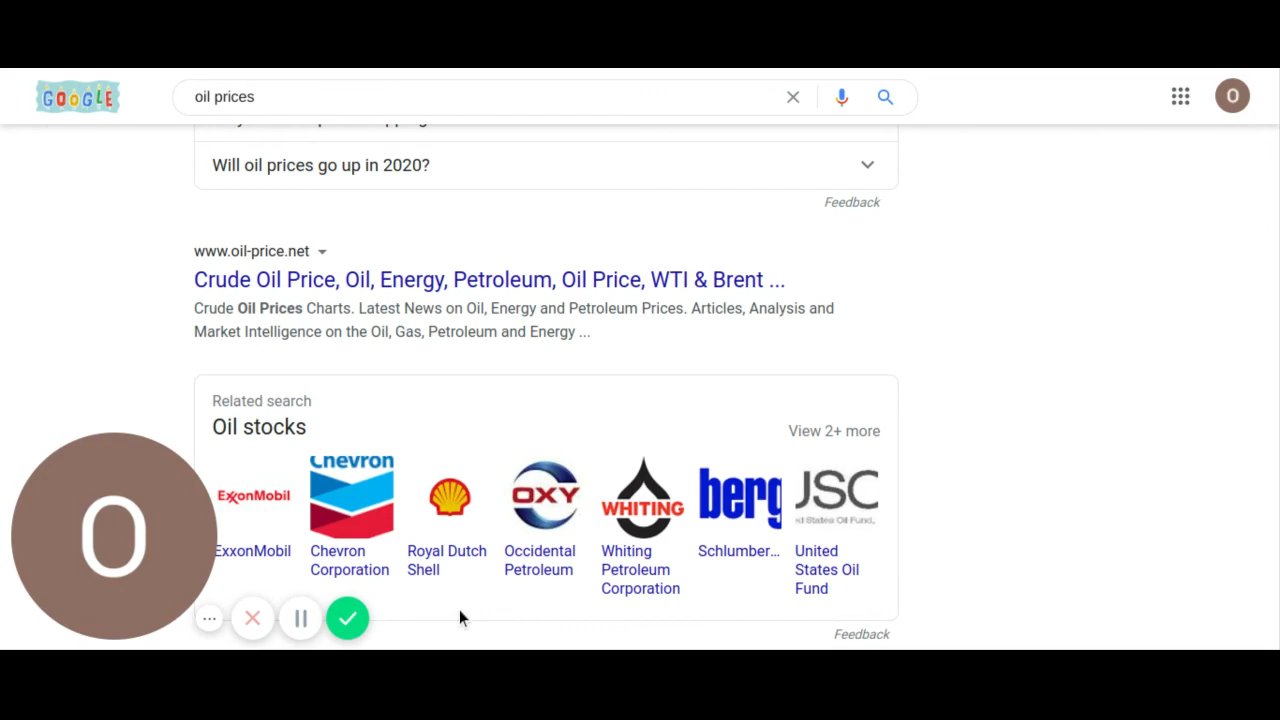 GOOGLE
oil prices
O
Will oil prices go up in 2020?
Feedback
www.oil-price.net
Crude Oil Price, Oil, Energy, Petroleum, Oil Price, WTI & Brent ...
Crude Oil Prices Charts. Latest News on Oil, Energy and Petroleum Prices. Articles, Analysis and
Market Intelligence on the Oil, Gas, Petroleum and Energy ...
Related search
Oil stocks
View 2+ more
ExxonMobil
Chevron
OXY
WHITING
berg
JSO
d States Oil Fund,
O
ExxonMobil
Chevron
Corporation
Royal Dutch
Shell
Occidental
Petroleum
Whiting
Petroleum
Corporation
Schlumber...
United
States Oil
Fund
Feedback